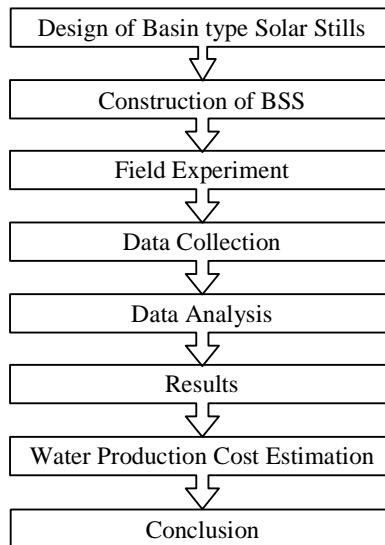 Design of Basin type Solar Stills
Construction of BSS
Field Experiment
Data Collection
Data Analysis
Results
Water Production Cost Estimation
Conclusion